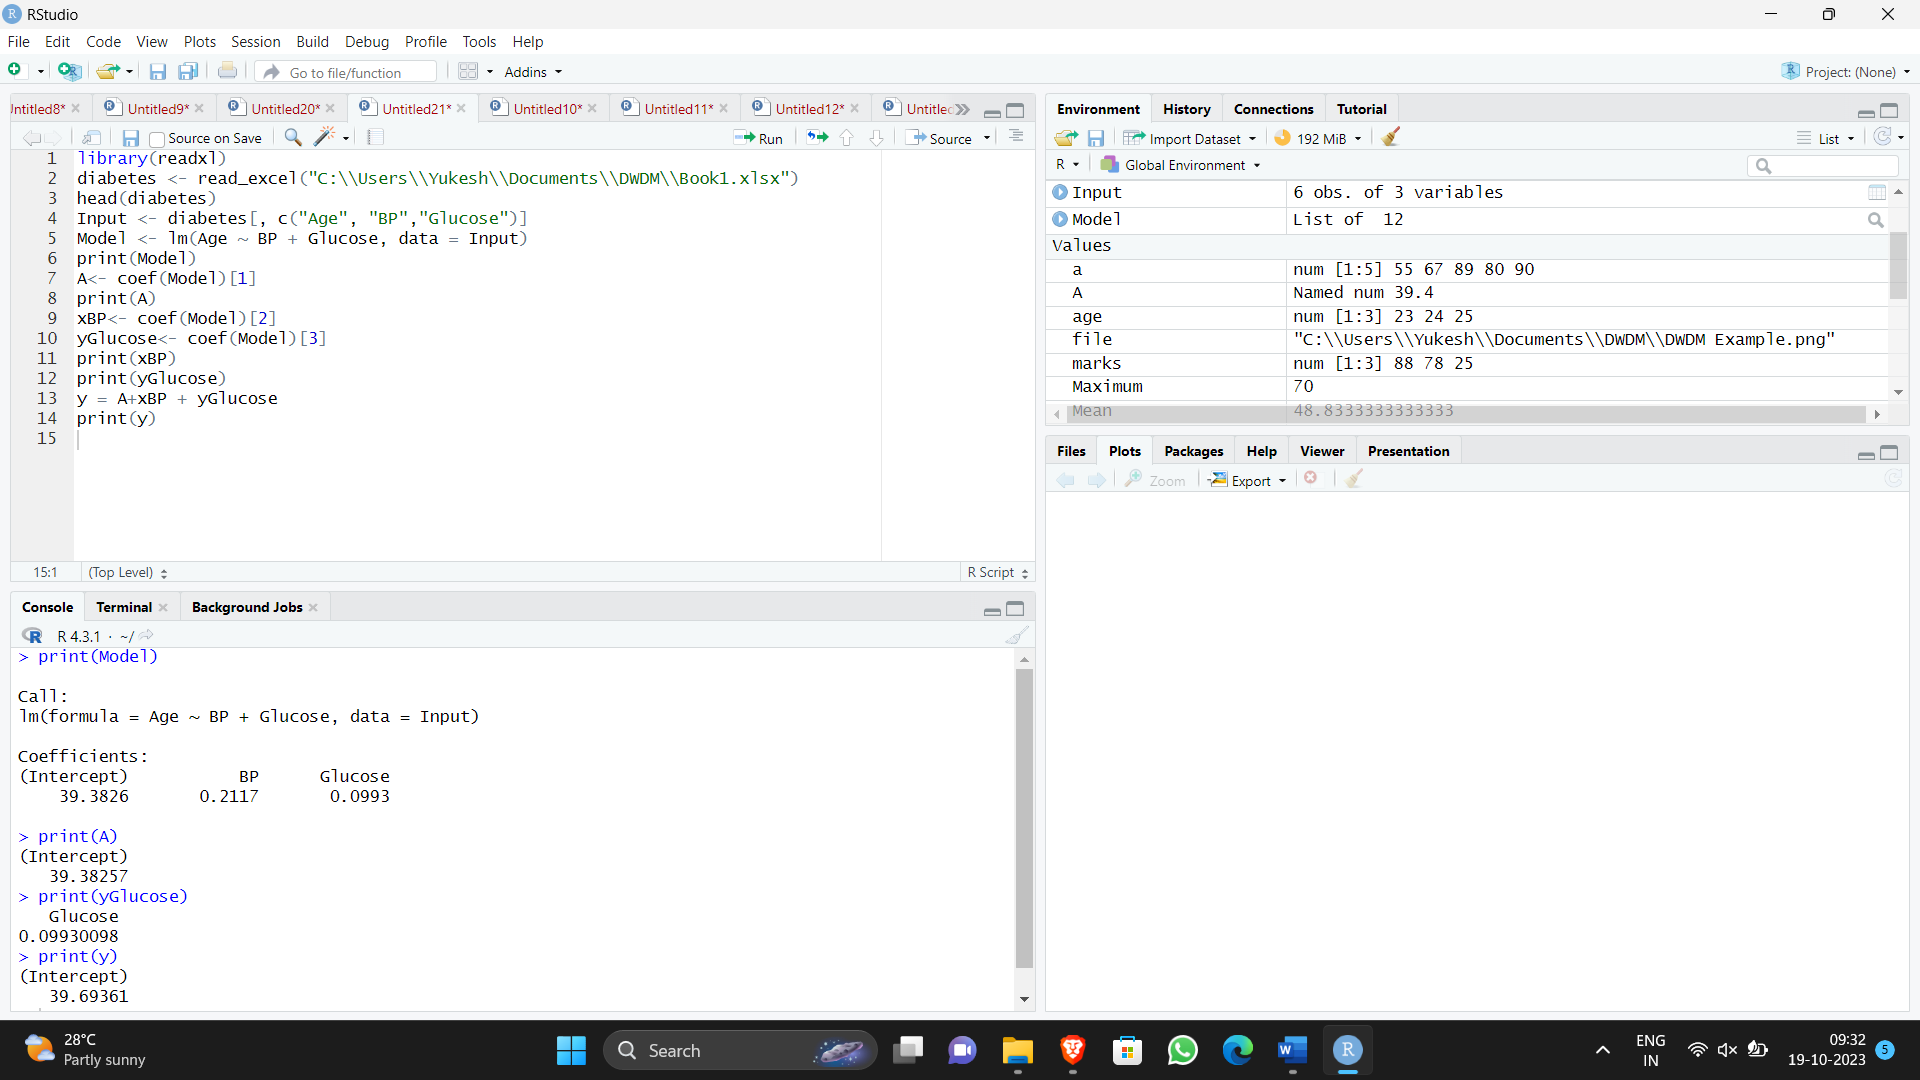 RStudio
File Edit Code View Plots Session Build Debug Profile Tools Help
Go to file/function Addins Project: (None)
Untitled9* Untitled20* Untitled21* Untitled10* Untitled11* Untitled12*
Source on Save Run Source
1 library(readxl)
2 diabetes <- read_excel("C:\\Users\\Yukesh\\Documents\\DWDM\\Book1.xlsx")
3 head(diabetes)
4 Input <- diabetes[, c("Age", "BP","Glucose")]
5 Model <- lm(Age ~ BP + Glucose, data = Input)
6 print(Model)
7 A<- coef(Model)[1]
8 print(A)
9 xBP<- coef(Model)[2]
10 yGlucose<- coef(Model)[3]
11 print(xBP)
12 print(yGlucose)
13 y = A+xBP + yGlucose
14 print(y)
15
15:1 (Top Level) R Script
Console Terminal Background Jobs
R 4.3.1 · ~/
> print(Model)
Call:
lm(formula = Age ~ BP + Glucose, data = Input)
Coefficients:
(Intercept) BP Glucose
39.3826 0.2117 0.0993
> print(A)
(Intercept)
39.38257
> print(yGlucose)
Glucose
0.09930098
> print(y)
(Intercept)
39.69361
Environment History Connections Tutorial
Import Dataset 192 MiB List
R Global Environment
Input 6 obs. of 3 variables
Model List of 12
Values
a num [1:5] 55 67 89 80 90
A Named num 39.4
age num [1:3] 23 24 25
file "C:\\Users\\Yukesh\\Documents\\DWDM\\DWDM Example.png"
marks num [1:3] 88 78 25
Maximum 70
Mean 48.8333333333333
Files Plots Packages Help Viewer Presentation
Zoom Export
28°C
Partly sunny
Search
ENG
IN
09:32
19-10-2023
5